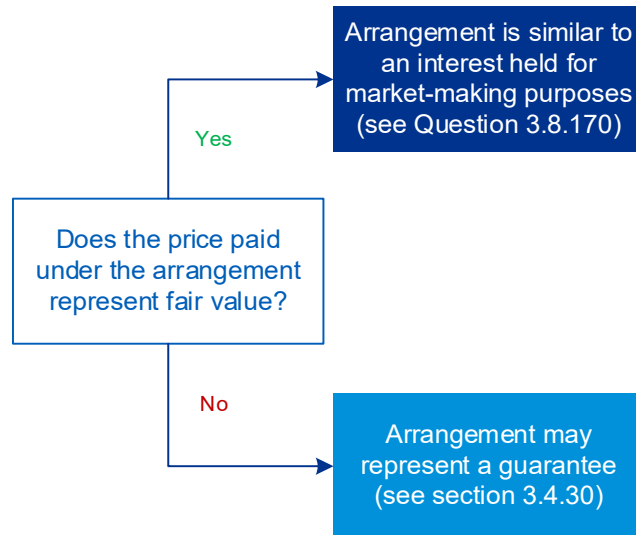 Arrangement is similar to
an interest held for
market-making purposes
(see Question 3.8.170)
Yes
Does the price paid
under the arrangement
represent fair value?
No
Arrangement may
represent a guarantee
(see section 3.4.30)